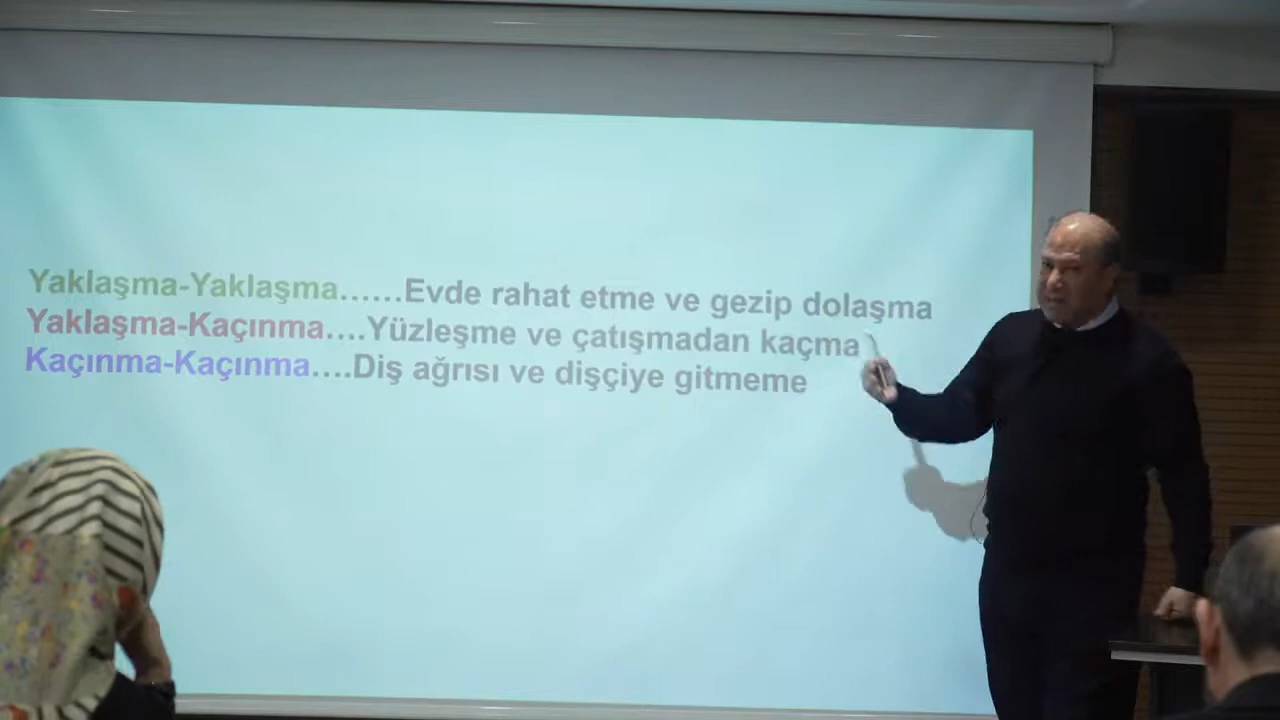 Yaklaşma-Yaklaşma......Evde rahat etme ve gezip dolaşma
Yaklaşma-Kaçınma....Yüzleşme ve çatışmadan kaçma
Kaçınma-Kaçınma....Diş ağrısı ve dişçiye gitmeme